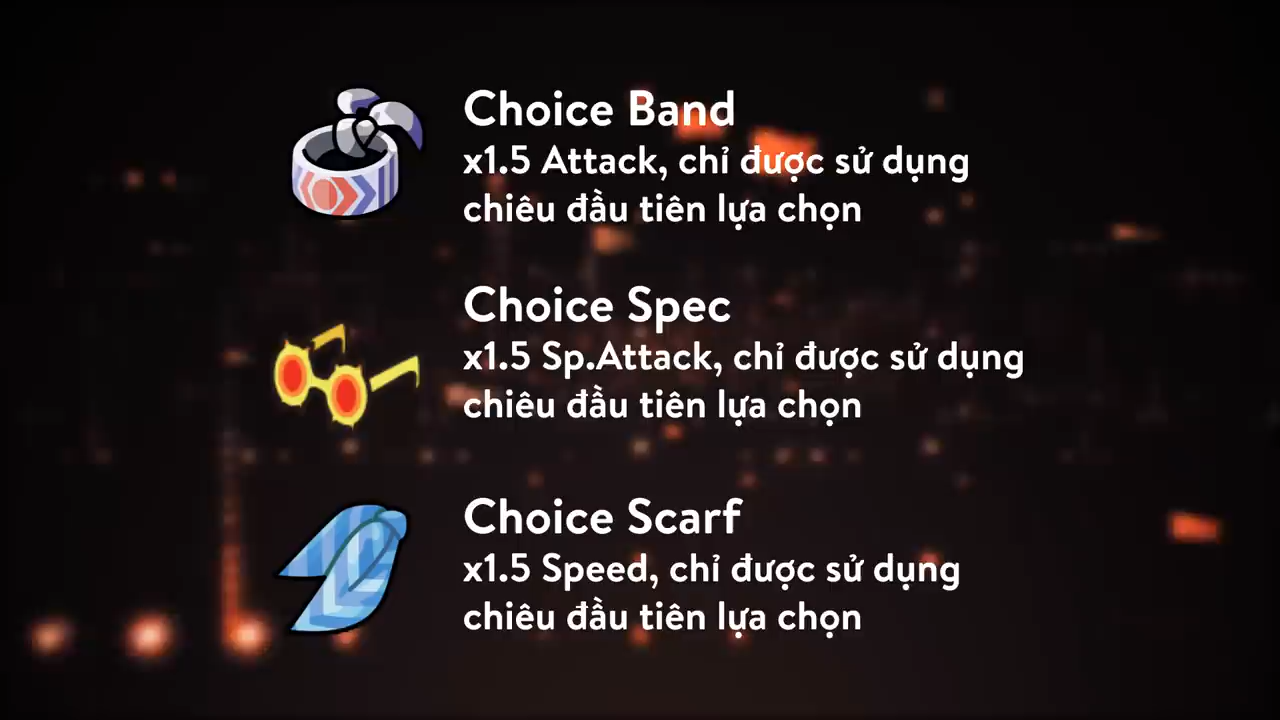 Choice Band
x1.5 Attack, chỉ được sử dụng
chiêu đầu tiên lựa chọn
Choice Spec
x1.5 Sp.Attack, chỉ được sử dụng
chiêu đầu tiên lựa chọn
Choice Scarf
x1.5 Speed, chỉ được sử dụng
chiêu đầu tiên lựa chọn